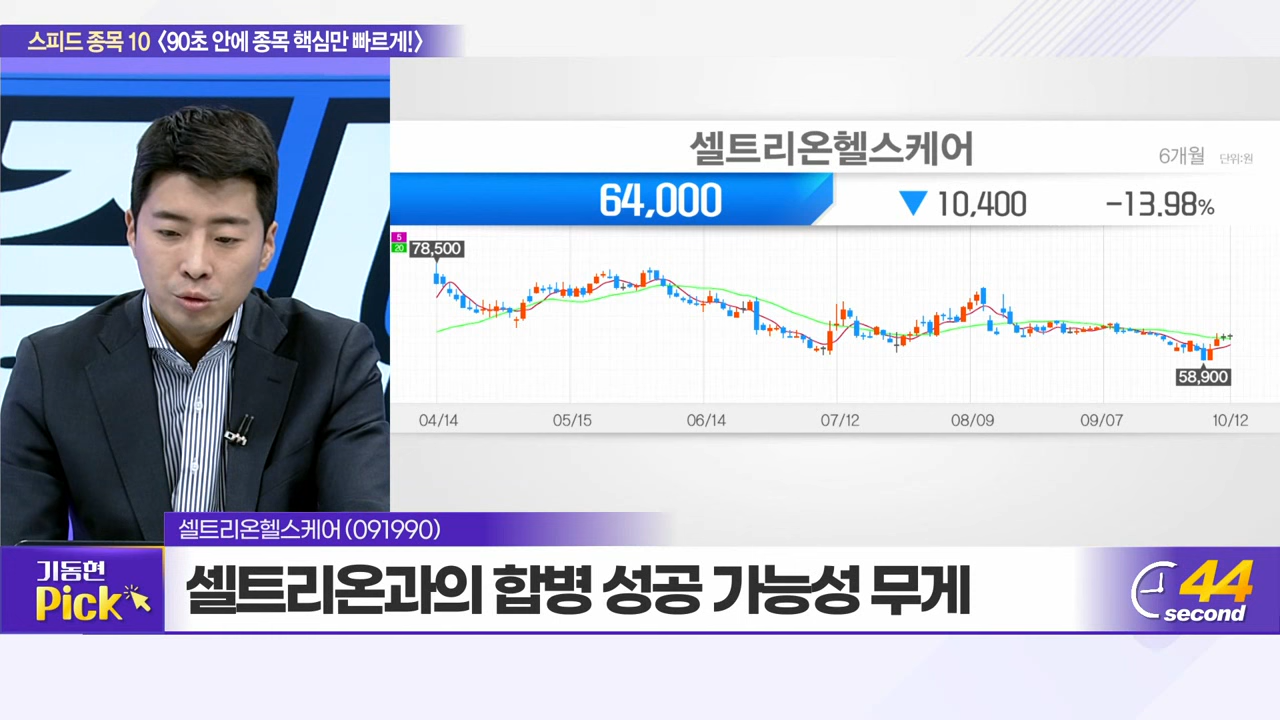 스피드 종목 10 〈90초 안에 종목 핵심만 빠르게!〉
셀트리온헬스케어
6개월 단위:원
64,000 ▼ 10,400 -13.98%
5
20
78,500
58,900
04/14 05/15 06/14 07/12 08/09 09/07 10/12
셀트리온헬스케어(091990)
기동현
Pick
셀트리온과의 합병 성공 가능성 무게
44
second